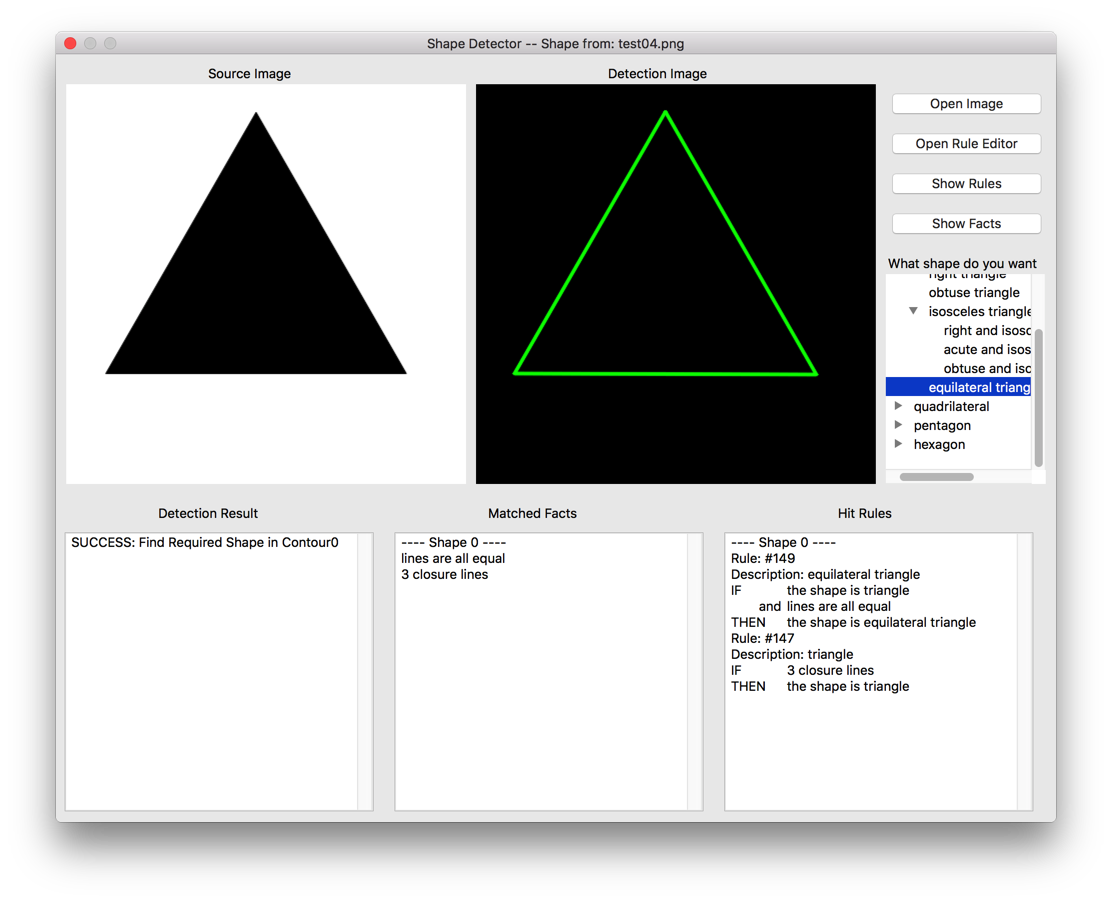 Shape Detector -- Shape from: test04.png
Source Image
Detection Image
Open Image
Open Rule Editor
Show Rules
Show Facts
What shape do you want
right triangle
obtuse triangle
isosceles triangle
right and isosc
acute and isos
obtuse and isc
equilateral triang
quadrilateral
pentagon
hexagon
Detection Result
SUCCESS: Find Required Shape in Contour0
Matched Facts
---- Shape 0 ----
lines are all equal
3 closure lines
Hit Rules
---- Shape 0 ----
Rule: #149
Description: equilateral triangle
IF the shape is triangle
and lines are all equal
THEN the shape is equilateral triangle
Rule: #147
Description: triangle
IF 3 closure lines
THEN the shape is triangle